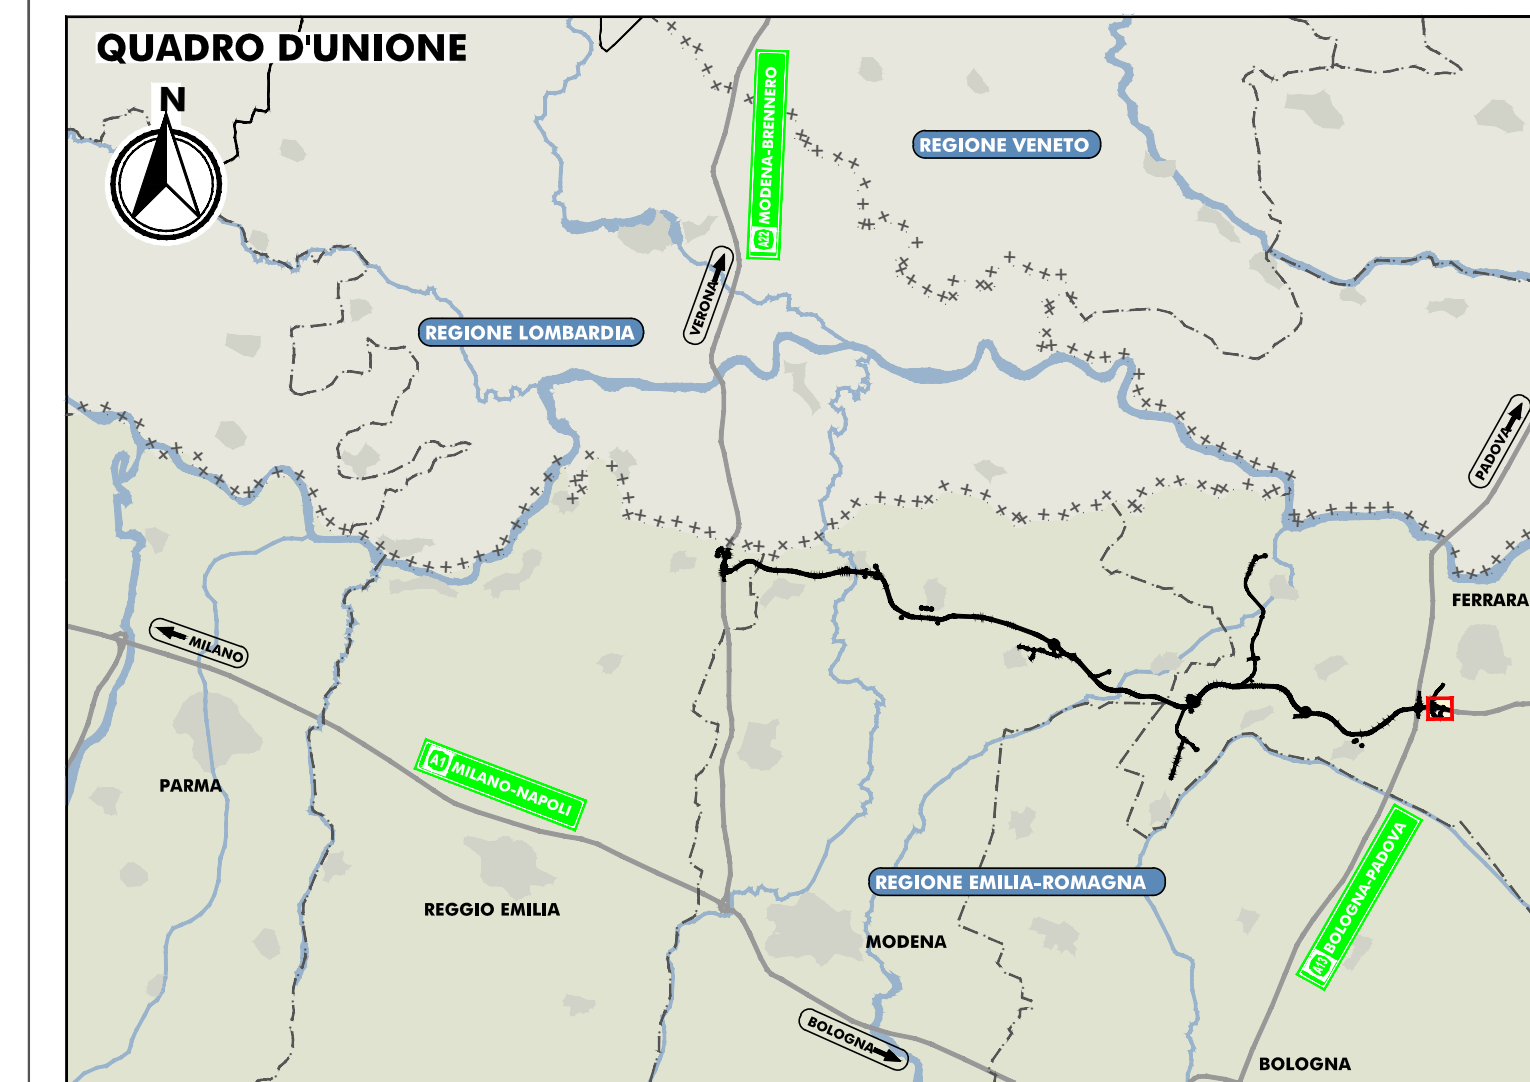 QUADRO D'UNIONE
N
A22 MODENA-BRENNERO
REGIONE VENETO
VERONA
REGIONE LOMBARDIA
PADOVA
FERRARA
MILANO
PARMA
A1 MILANO-NAPOLI
REGIONE EMILIA-ROMAGNA
A13 BOLOGNA-PADOVA
REGGIO EMILIA
MODENA
BOLOGNA
BOLOGNA